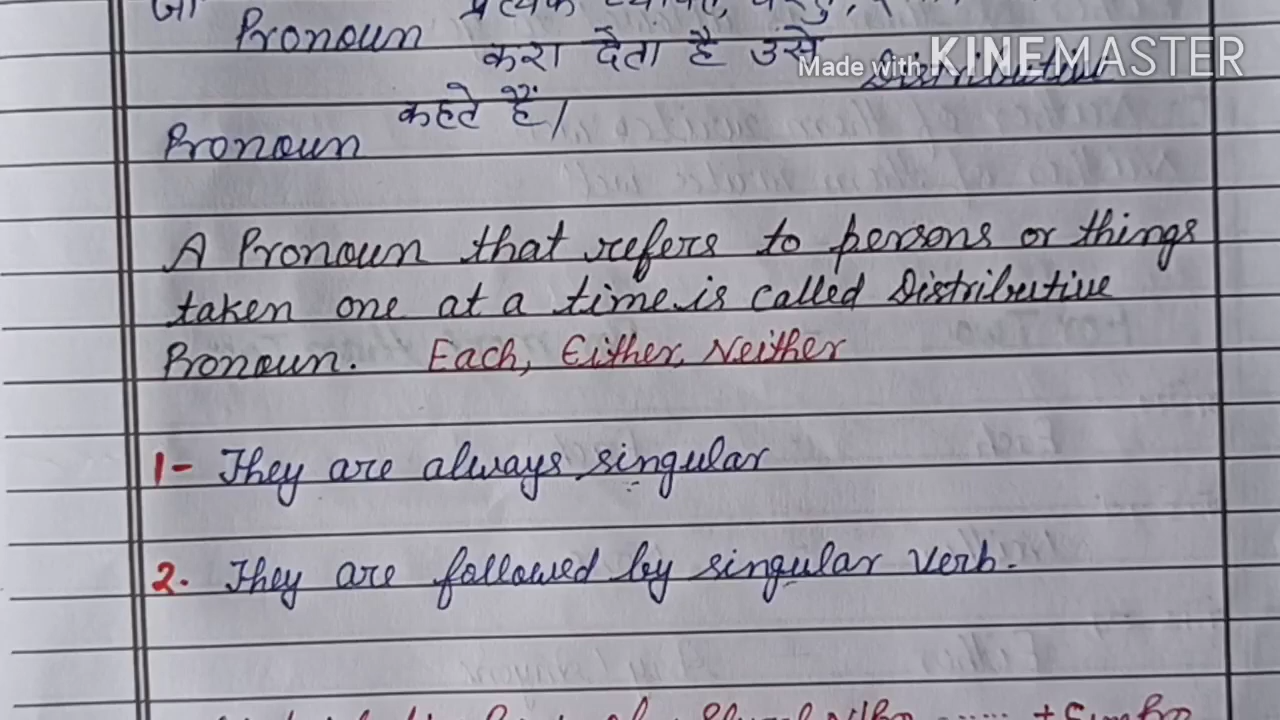 जो Pronoun प्रत्येक
करा देता है उसे Distributive
Made with KINEMASTER
Pronoun कहते हैं।
A Pronoun that refers to persons or things
taken one at a time is called Distributive
Pronoun. Each, Either, Neither
1- They are always singular
2. They are followed by singular verb.